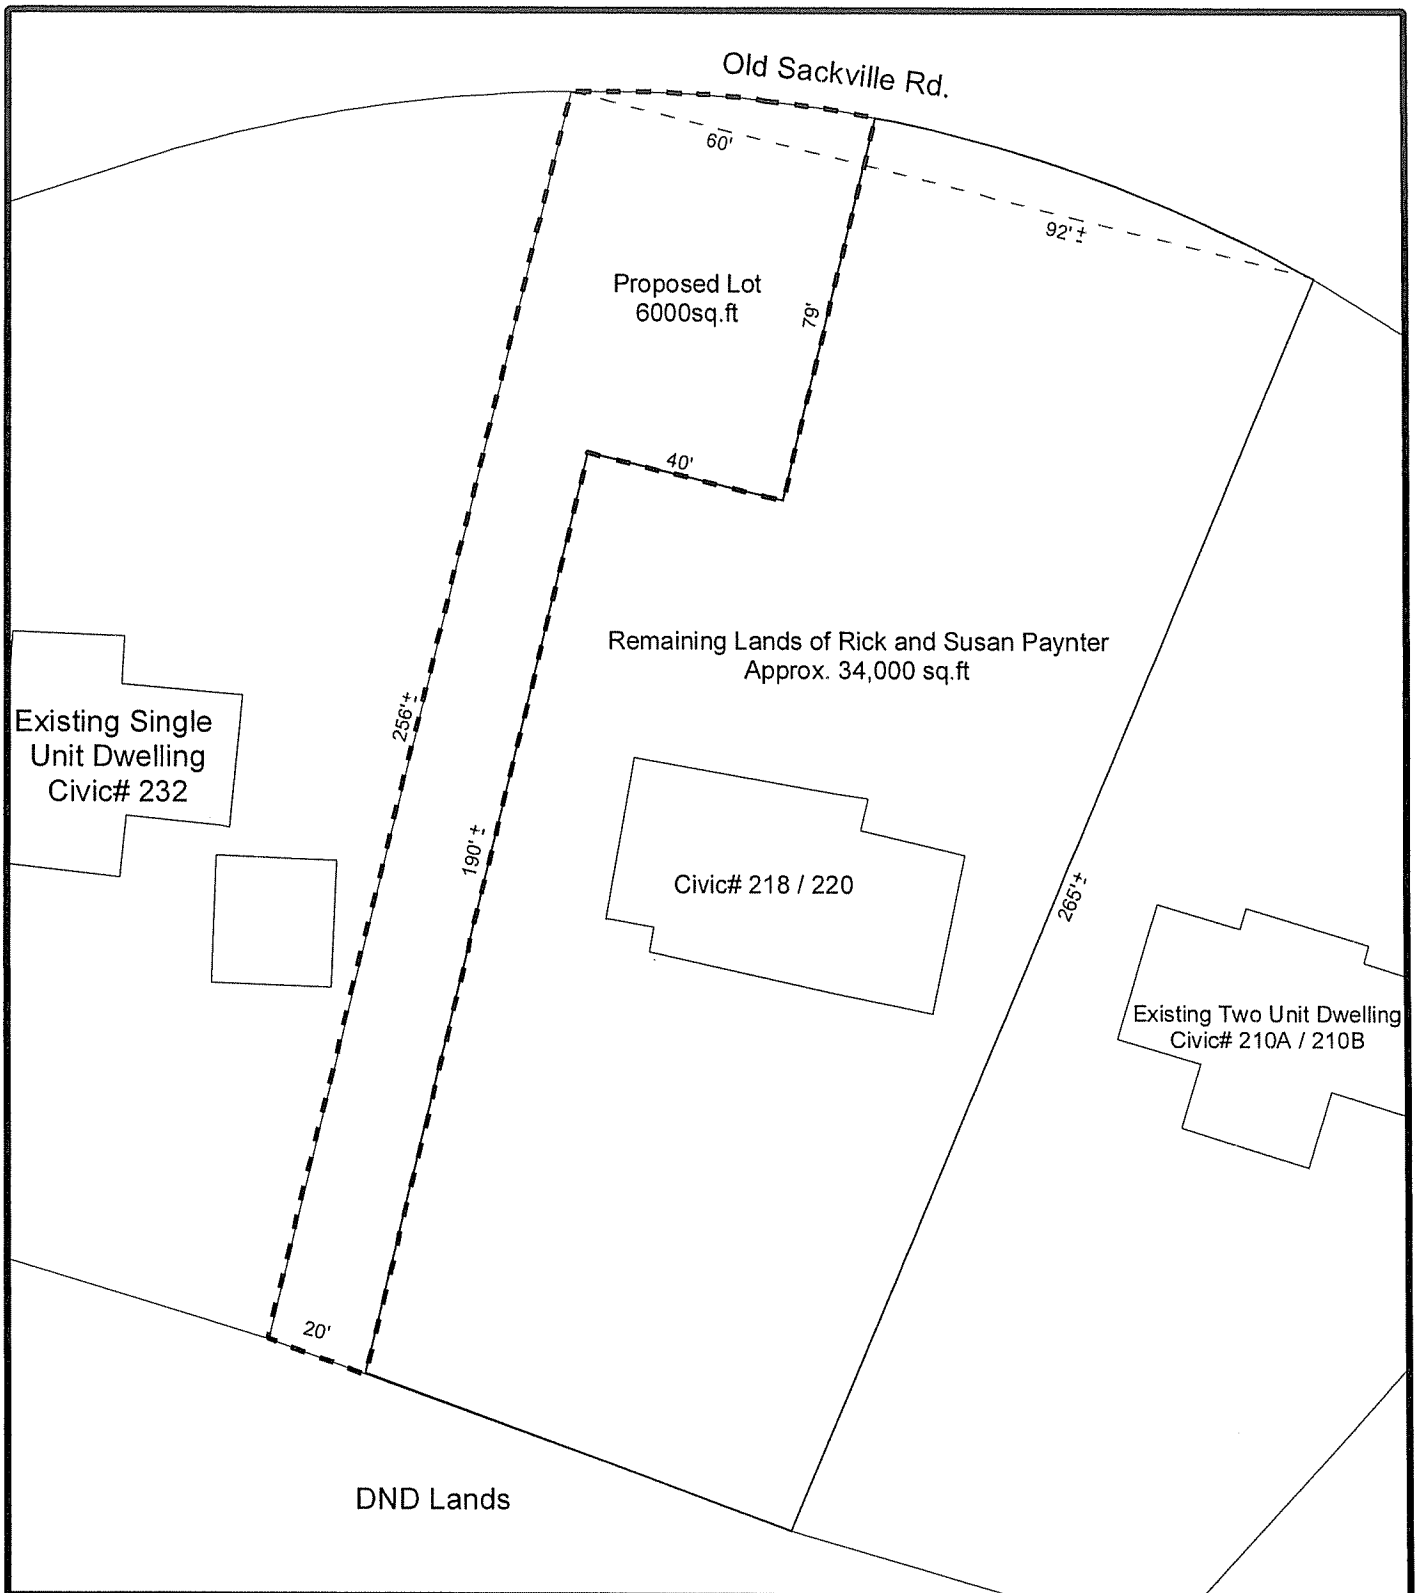 Old Sackville Rd.
60'
92'±
Proposed Lot
6000sq.ft
79'
40'
Remaining Lands of Rick and Susan Paynter
Approx. 34,000 sq.ft
256'±
Existing Single
Unit Dwelling
Civic# 232
190'±
Civic# 218 / 220
265'±
Existing Two Unit Dwelling
Civic# 210A / 210B
20'
DND Lands